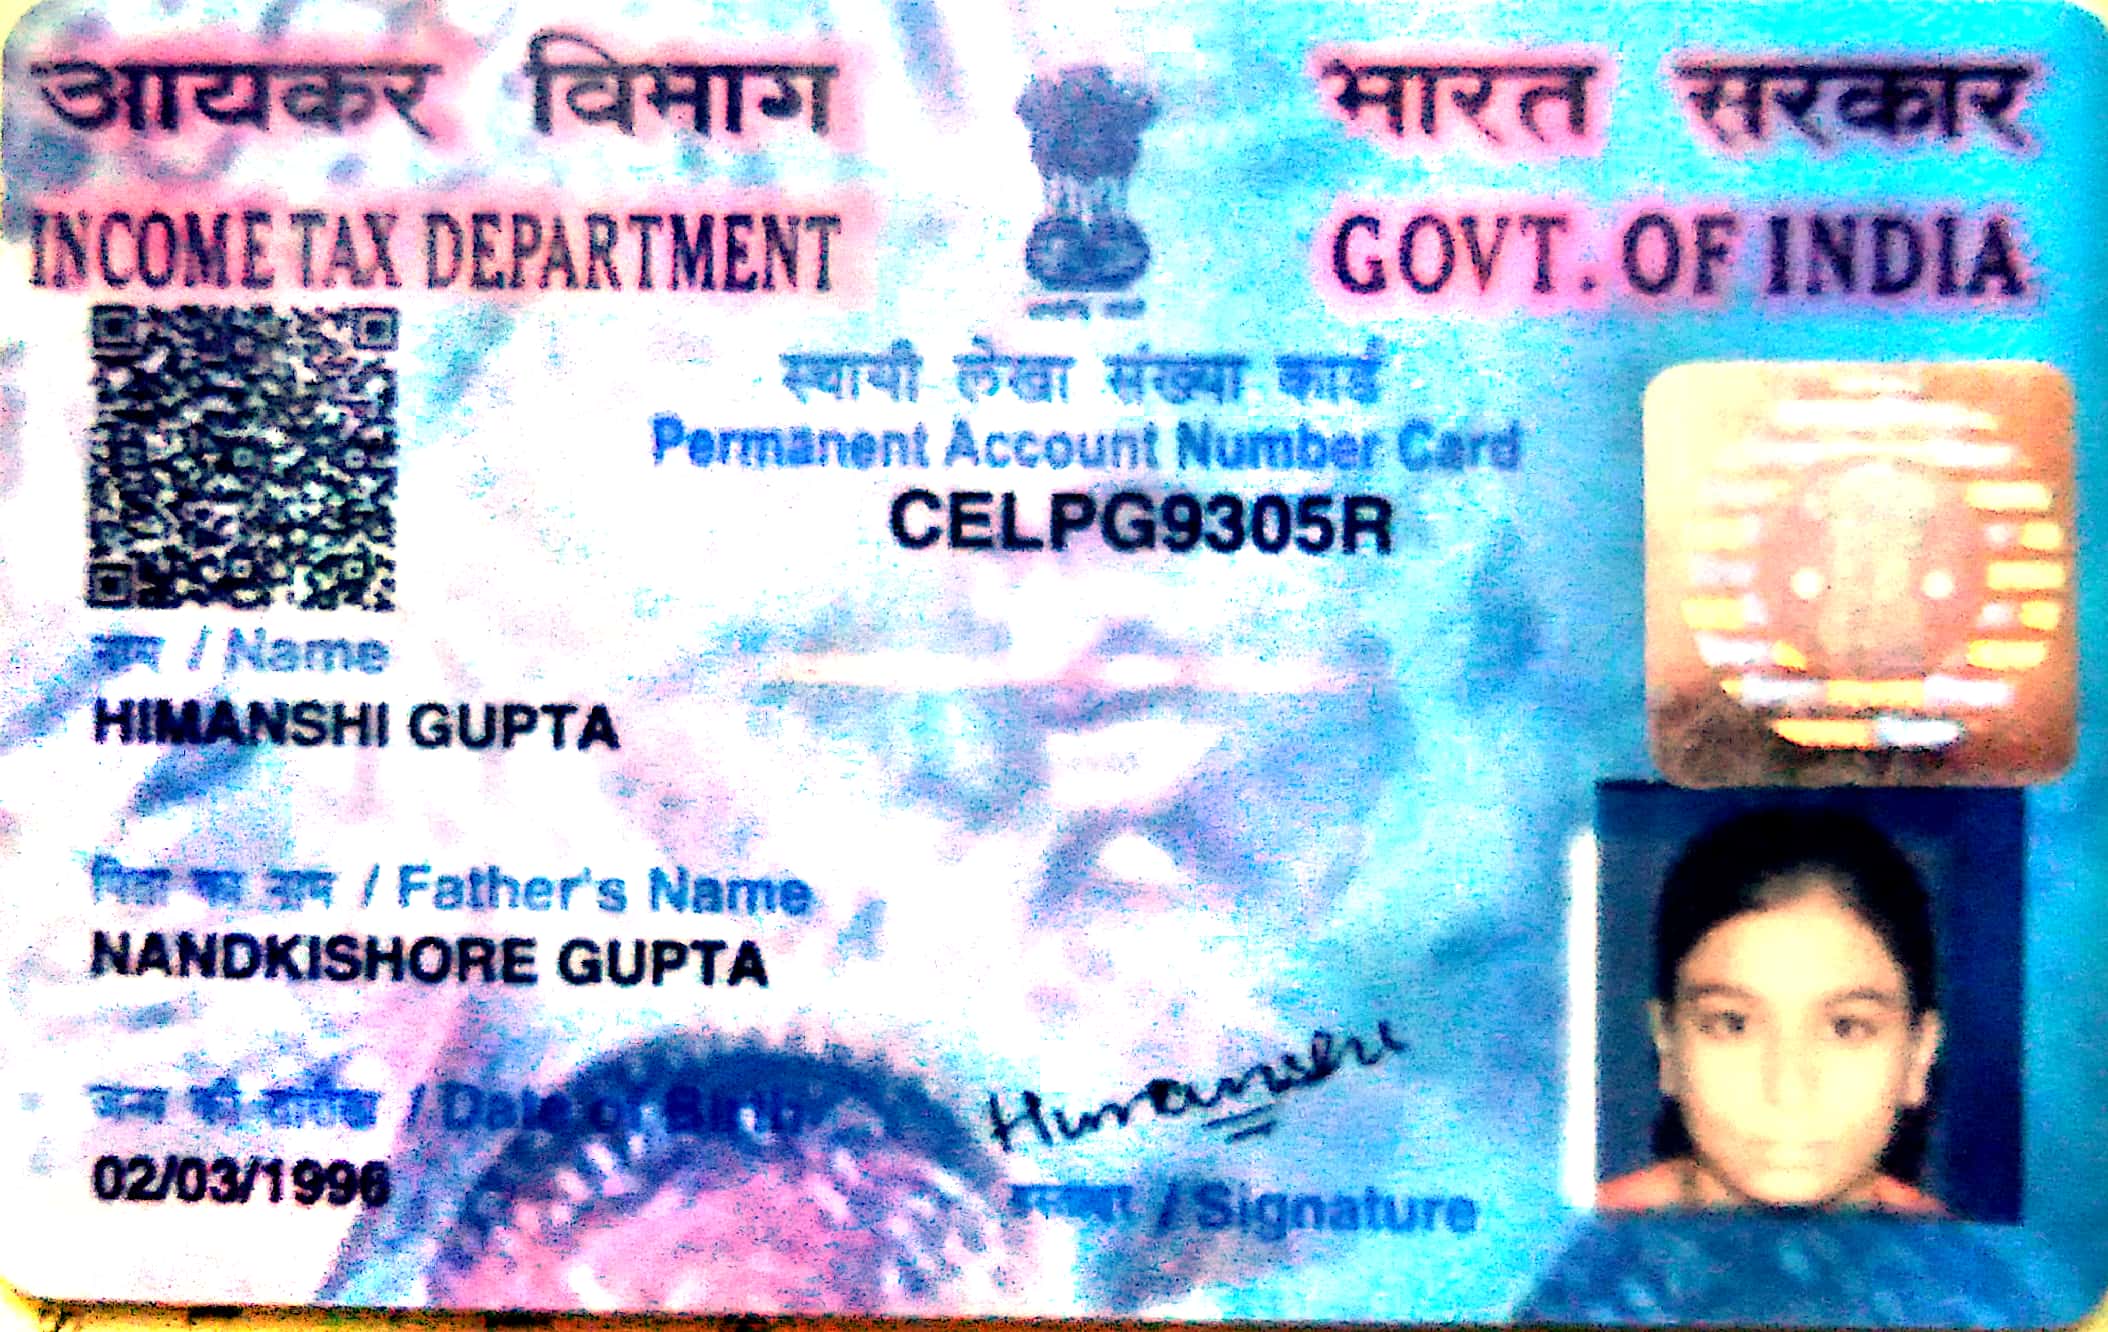 आयकर विभाग
INCOME TAX DEPARTMENT
भारत सरकार
GOVT. OF INDIA
स्थायी लेखा संख्या कार्ड
Permanent Account Number Card
CELPG9305R
नाम / Name
HIMANSHI GUPTA
पिता का नाम / Father's Name
NANDKISHORE GUPTA
जन्म की तारीख / Date of Birth
02/03/1996
Himanshi
हस्ताक्षर / Signature